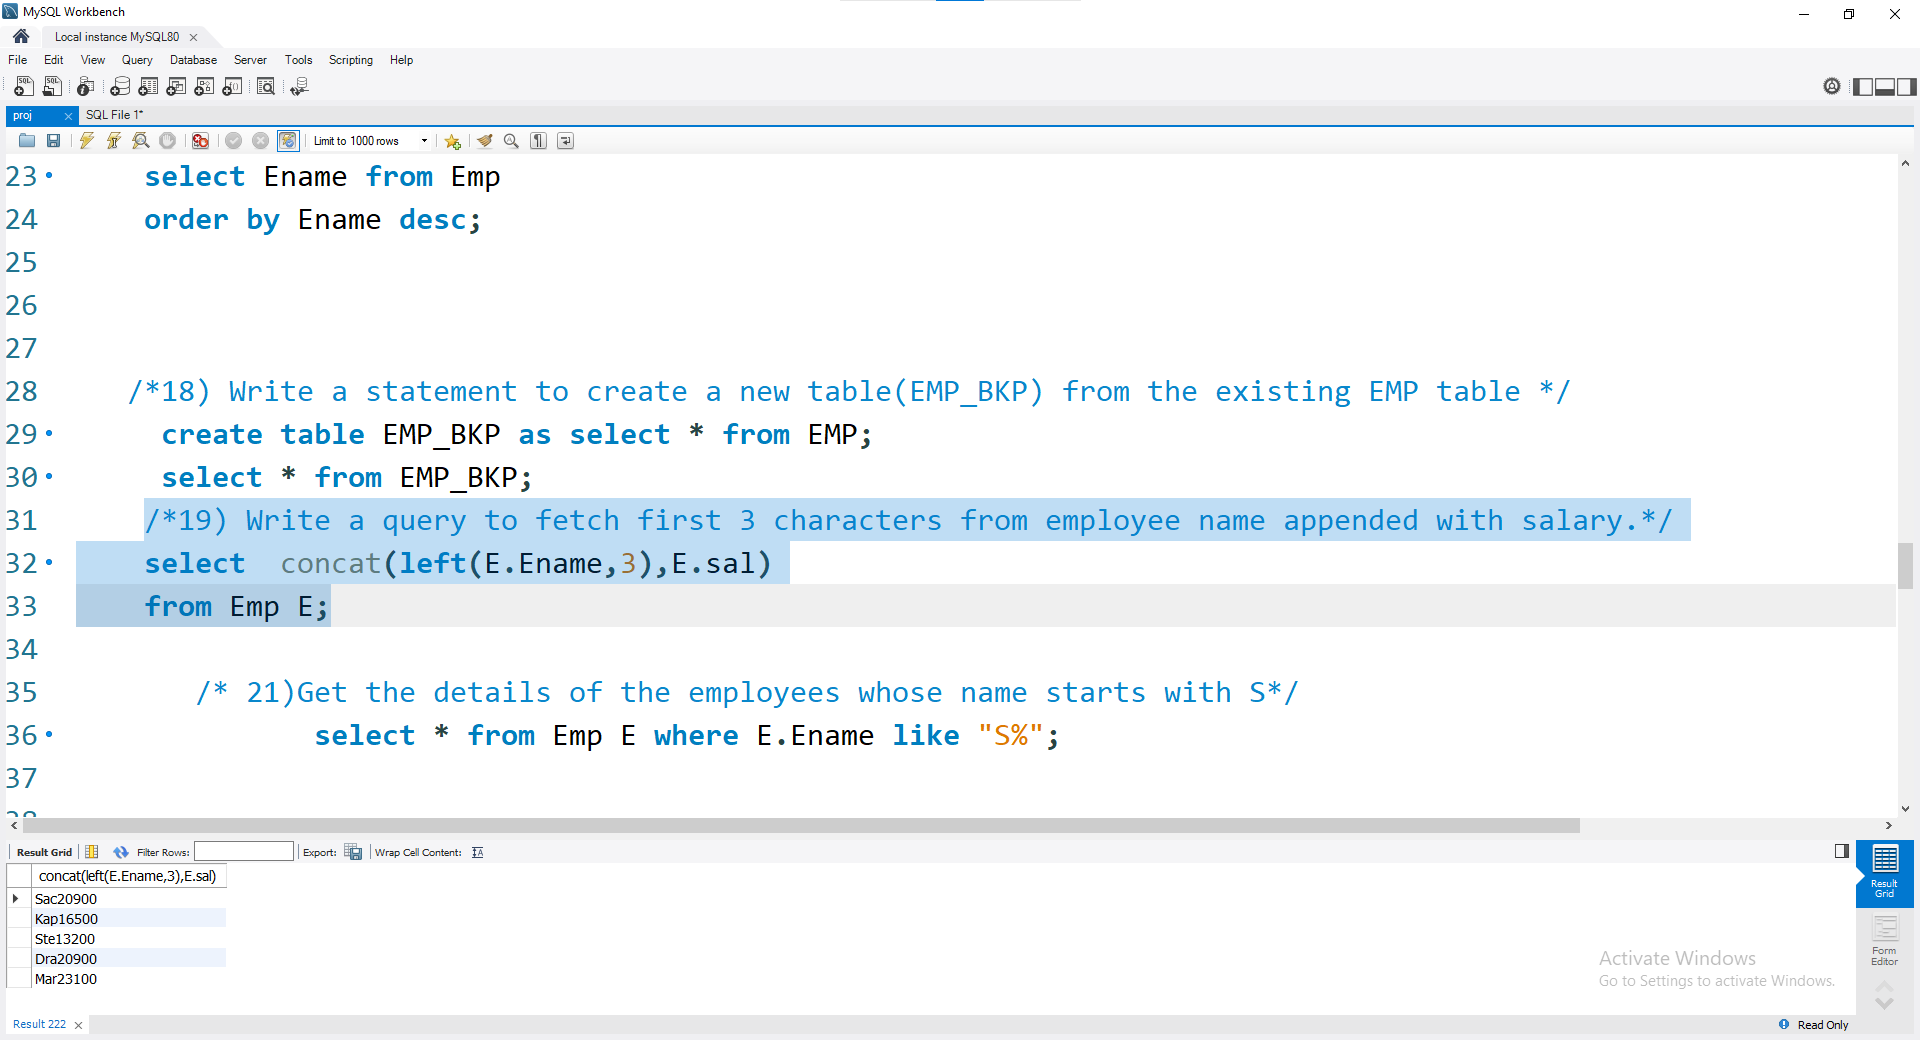 MySQL Workbench
Local instance MySQL80
File Edit View Query Database Server Tools Scripting Help
proj SQL File 1*
Limit to 1000 rows
23 select Ename from Emp
24 order by Ename desc;
25
26
27
28 /*18) Write a statement to create a new table(EMP_BKP) from the existing EMP table */
29 create table EMP_BKP as select * from EMP;
30 select * from EMP_BKP;
31 /*19) Write a query to fetch first 3 characters from employee name appended with salary.*/
32 select concat(left(E.Ename,3),E.sal)
33 from Emp E;
34
35 /* 21)Get the details of the employees whose name starts with S*/
36 select * from Emp E where E.Ename like "S%";
37
Result Grid Filter Rows: Export: Wrap Cell Content:
concat(left(E.Ename,3),E.sal)
Sac20900
Kap16500
Ste13200
Dra20900
Mar23100
Result
Grid
Form
Editor
Activate Windows
Go to Settings to activate Windows.
Result 222
Read Only